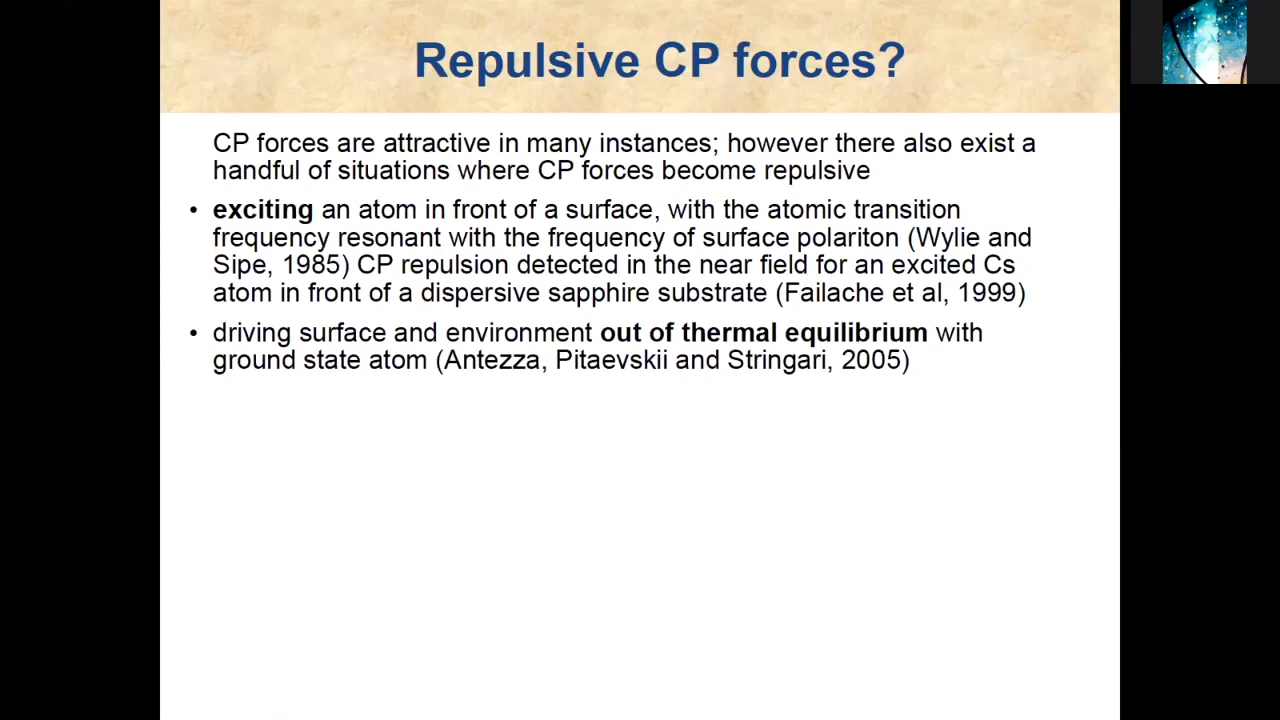 Repulsive CP forces?
CP forces are attractive in many instances; however there also exist a
handful of situations where CP forces become repulsive
• exciting an atom in front of a surface, with the atomic transition
frequency resonant with the frequency of surface polariton (Wylie and
Sipe, 1985) CP repulsion detected in the near field for an excited Cs
atom in front of a dispersive sapphire substrate (Failache et al, 1999)
• driving surface and environment out of thermal equilibrium with
ground state atom (Antezza, Pitaevskii and Stringari, 2005)